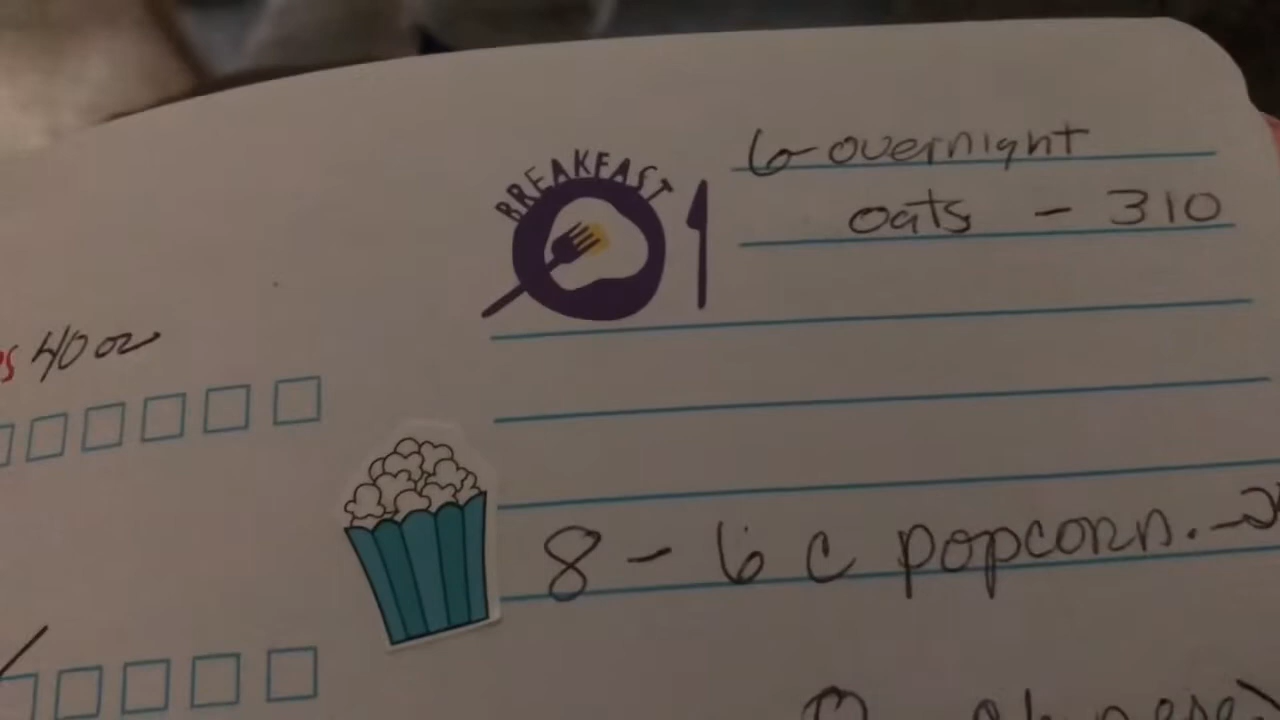 BREAKFAST
6-overnight
oats - 310
40 oz
8 - 6 c popcorn. -